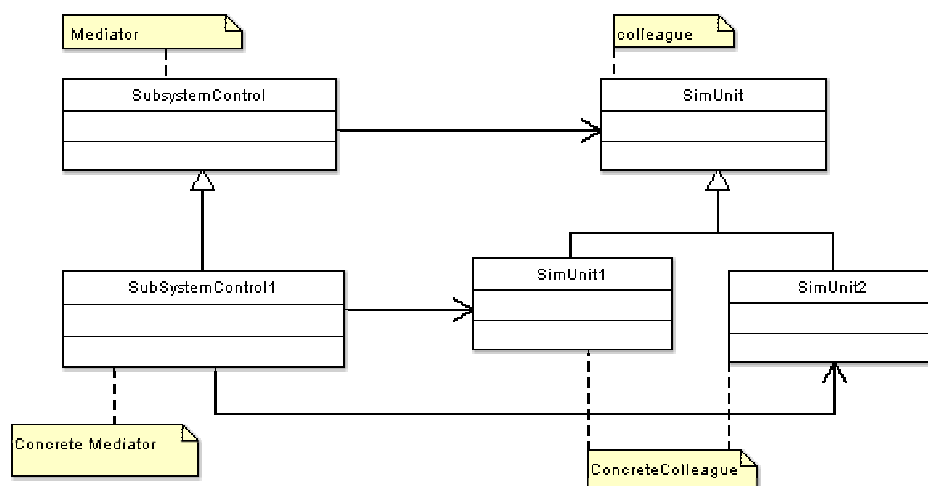 Mediator
colleague
SubsystemControl
SimUnit
SubSystemControl1
SimUnit1
SimUnit2
Concrete Mediator
ConcreteColleague